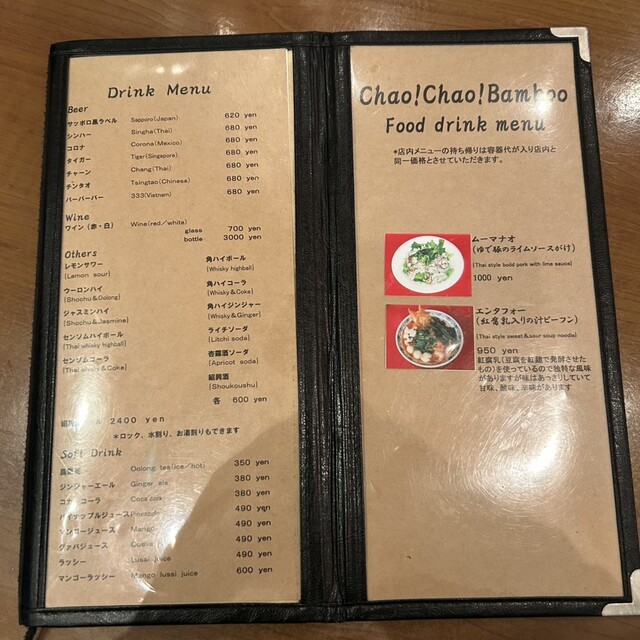 Drink Menu
Beer
サッポロ黒ラベル Sapporo(Japan) 620 yen
シンハー Singha(Thai) 680 yen
コロナ Corona(Mexico) 680 yen
タイガー Tiger(Singapore) 680 yen
チャーン Chang(Thai) 680 yen
チンタオ Tsingtao(Chinese) 680 yen
バーバーバー 333(Vietnam) 680 yen
Wine
ワイン (赤・白) Wine(red/white)
glass 700 yen
bottle 3000 yen
Others
レモンサワー
(Lemon sour)
ウーロンハイ
(Shochu&Oolong)
ジャスミンハイ
(Shochu&Jasmine)
センソムハイボール
(Thai whisky highball)
センソムコーラ
(Thai &Coke)
角ハイボール
(Whisky highball)
角ハイコーラ
(Whisky&Coke)
角ハイジンジャー
(Whisky&Ginger)
ライチソーダ
(Litchi soda)
杏露酒ソーダ
(Apricot soda)
紹興酒
(Shoukoushu)
各 600 yen
2400 yen
*ロック、水割り、お湯割りもできます
Soft Drink
Oolong tea(ice/hot) 350 yen
ジンジャーエール Ginger ale 380 yen
コーラ Coca cora 380 yen
パイナップルジュース 490 yen
マンゴージュース Mango 490 yen
グァバジュース Guava 490 yen
ラッシー Lussi juice 490 yen
マンゴーラッシー Mango lussi juice 600 yen
Chao!Chao!Bamboo
Food drink menu
*店内メニューの持ち帰りは容器代が入り店内と
同一価格とさせていただきます。
ムーマナオ
(ゆで豚のライムソースがけ)
(Thai style boild pork with lime sauce)
1000 yen
エンタフォー
(紅腐乳入りの汁ビーフン)
(Thai style sweat&sour soup noodle)
950 yen
紅腐乳(豆腐を紅麹で発酵させた
もの)を使っているので独特な風味
がありますが味はあっさりしていて
甘味、酸味、辛味があります